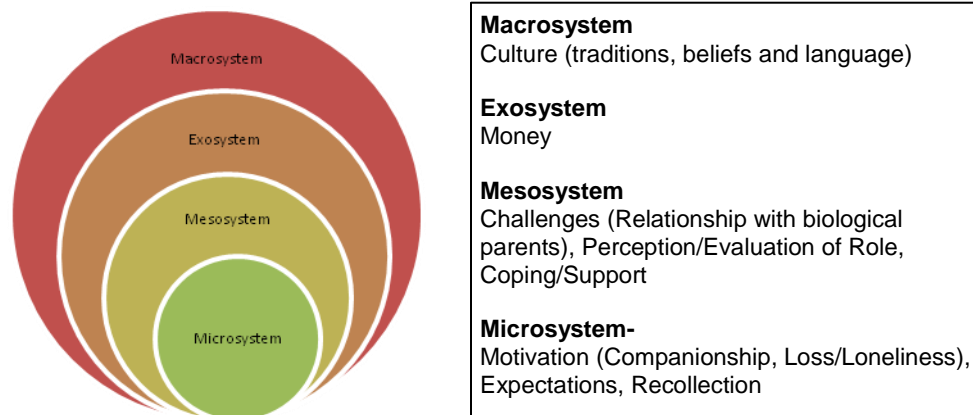 Macrosystem
Exosystem
Mesosystem
Microsystem
Macrosystem
Culture (traditions, beliefs and language)
Exosystem
Money
Mesosystem
Challenges (Relationship with biological
parents), Perception/Evaluation of Role,
Coping/Support
Microsystem-
Motivation (Companionship, Loss/Loneliness),
Expectations, Recollection